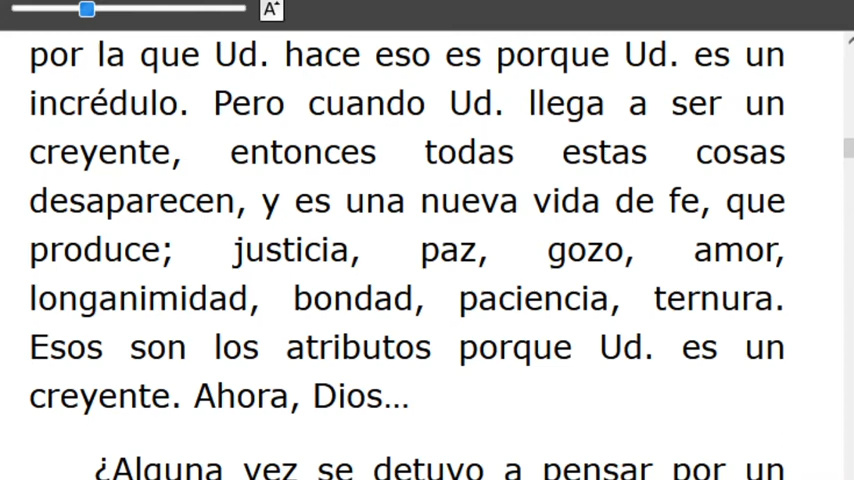 A
por la que Ud. hace eso es porque Ud. es un
incrédulo. Pero cuando Ud. llega a ser un
creyente, entonces todas estas cosas
desaparecen, y es una nueva vida de fe, que
produce; justicia, paz, gozo, amor,
longanimidad, bondad, paciencia, ternura.
Esos son los atributos porque Ud. es un
creyente. Ahora, Dios…
¿Alguna vez se detuvo a pensar por un